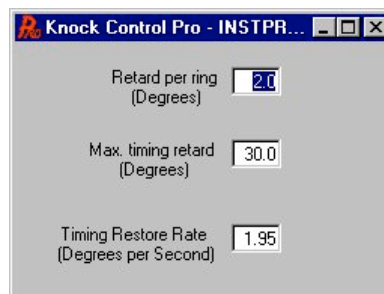 Knock Control Pro - INSTPR...
Retard per ring 2.0
(Degrees)
Max. timing retard 30.0
(Degrees)
Timing Restore Rate 1.95
(Degrees per Second)